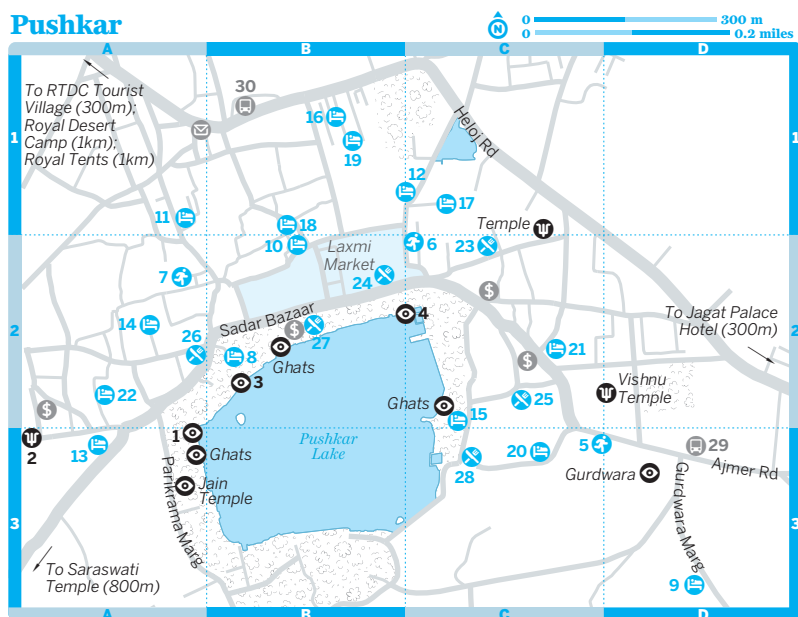 Pushkar
N
0 300 m
0 0.2 miles
A B C D
To RTDC Tourist
Village (300m);
Royal Desert
Camp (1km);
Royal Tents (1km)
30
16
19
Heloj Rd
1 1
12
17
11
18
10
Temple
6
23
Laxmi
Market
24
7
$
4
Sadar Bazaar
To Jagat Palace
Hotel (300m)
14
2 2
26
$
27
8
Ghats
21
$
3
22
Vishnu
Temple
$
Ghats
25
15
1
2
13
Ghats
Pushkar
Lake
20
5
29
28
Gurdwara
Ajmer Rd
Jain
Temple
Parikrama Marg
Gurdwara Marg
3 3
To Saraswati
Temple (800m)
9
A B C D